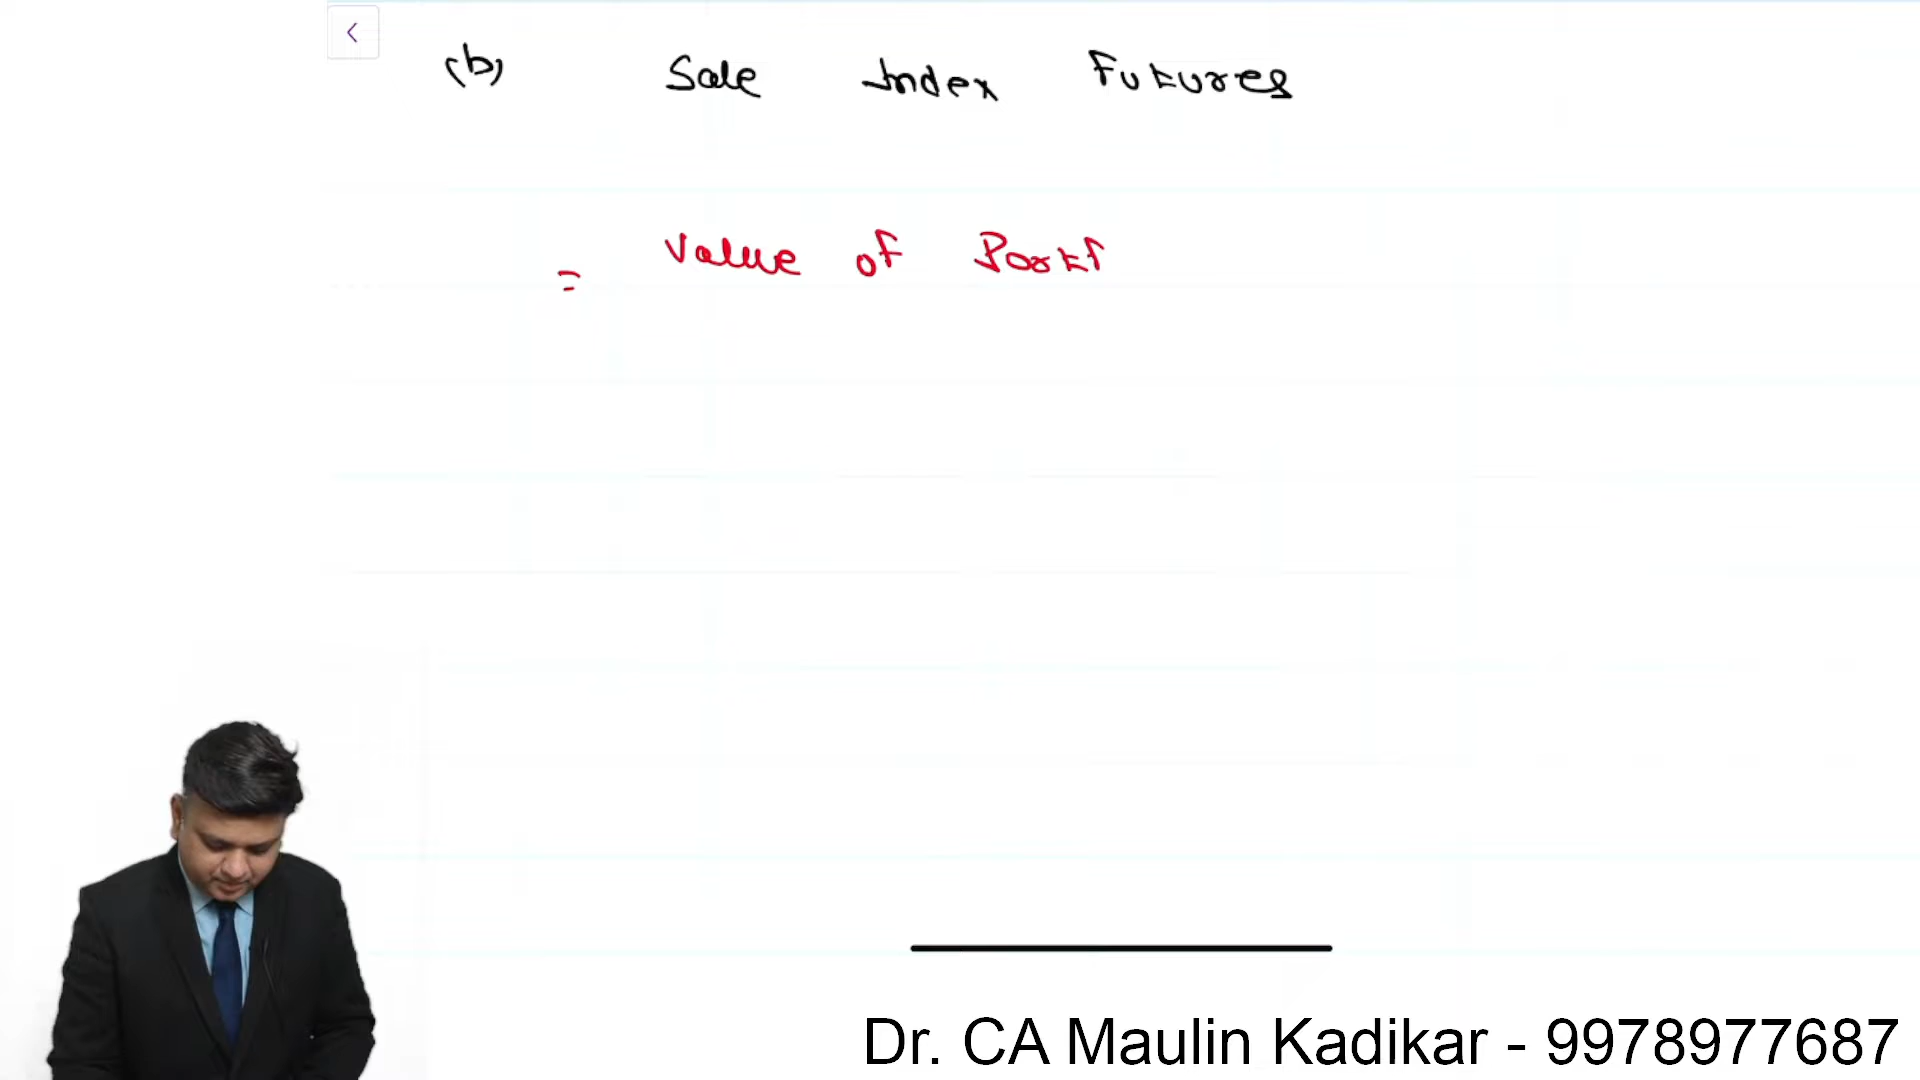 (b) Sale Index Futures
= Value of Portf
Dr. CA Maulin Kadikar - 9978977687